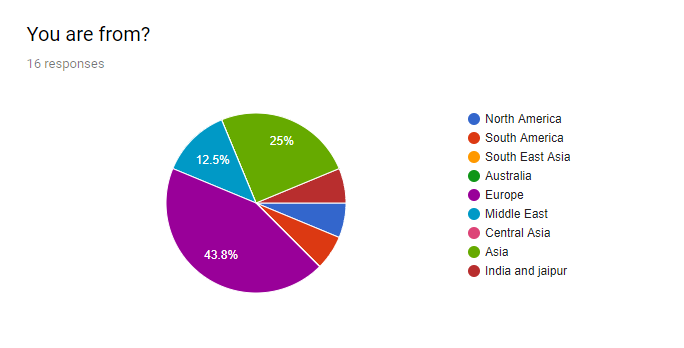 You are from?
16 responses
25%
12.5%
43.8%
North America
South America
South East Asia
Australia
Europe
Middle East
Central Asia
Asia
India and jaipur